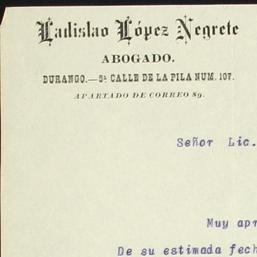 Ladislao López Negrete
ABOGADO.
DURANGO.—5ª CALLE DE LA PILA NUM. 107.
APARTADO DE CORREO 89.
Señor Lic.
Muy apr
De su estimada fech